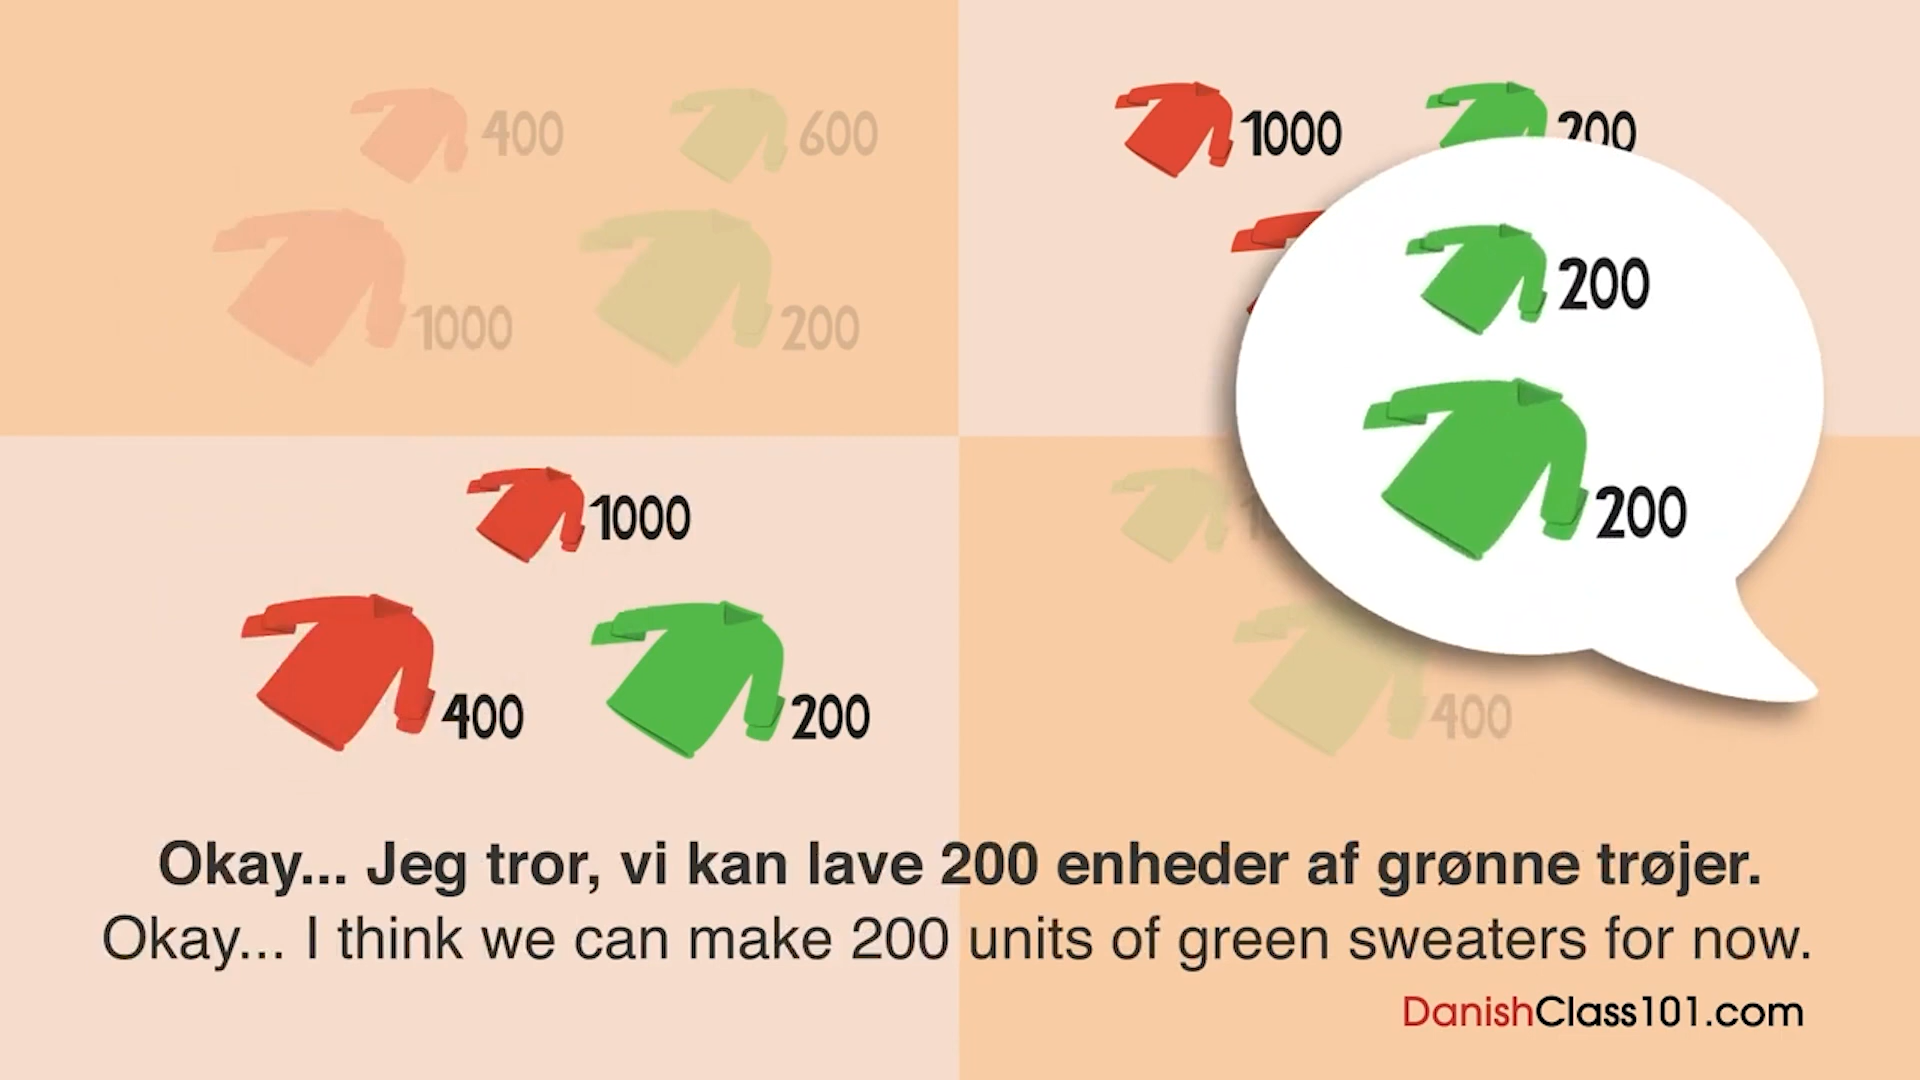 400 600
1000 200
1000 200
200
200
1000
400 200
400
Okay... Jeg tror, vi kan lave 200 enheder af grønne trøjer.
Okay... I think we can make 200 units of green sweaters for now.
DanishClass101.com